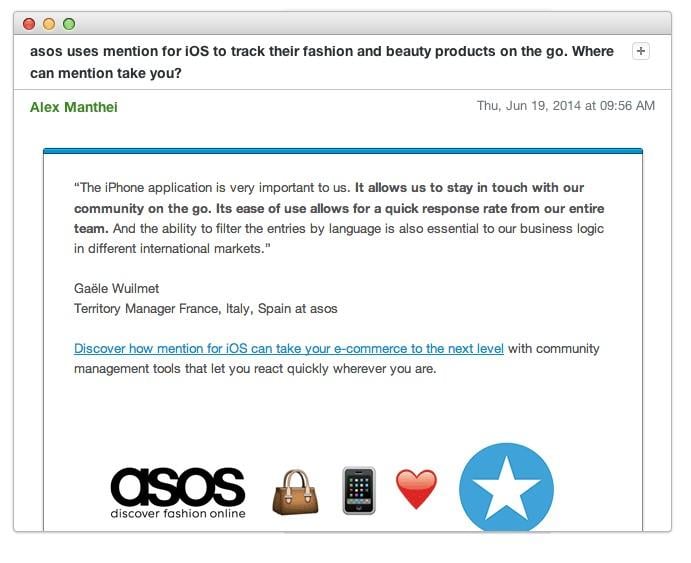 asos uses mention for iOS to track their fashion and beauty products on the go. Where
can mention take you?
Alex Manthei
Thu, Jun 19, 2014 at 09:56 AM
“The iPhone application is very important to us. It allows us to stay in touch with our
community on the go. Its ease of use allows for a quick response rate from our entire
team. And the ability to filter the entries by language is also essential to our business logic
in different international markets.”
Gaële Wuilmet
Territory Manager France, Italy, Spain at asos
Discover how mention for iOS can take your e-commerce to the next level with community
management tools that let you react quickly wherever you are.
asos
discover fashion online